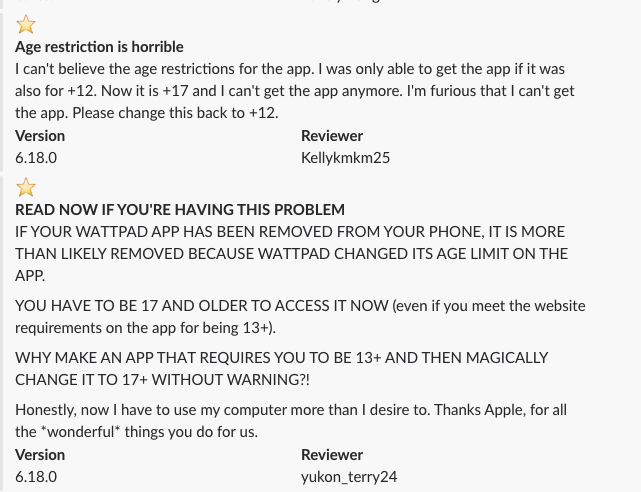 Age restriction is horrible
I can't believe the age restrictions for the app. I was only able to get the app if it was
also for +12. Now it is +17 and I can't get the app anymore. I'm furious that I can't get
the app. Please change this back to +12.
Version Reviewer
6.18.0 Kellykmkm25
READ NOW IF YOU'RE HAVING THIS PROBLEM
IF YOUR WATTPAD APP HAS BEEN REMOVED FROM YOUR PHONE, IT IS MORE
THAN LIKELY REMOVED BECAUSE WATTPAD CHANGED ITS AGE LIMIT ON THE
APP.
YOU HAVE TO BE 17 AND OLDER TO ACCESS IT NOW (even if you meet the website
requirements on the app for being 13+).
WHY MAKE AN APP THAT REQUIRES YOU TO BE 13+ AND THEN MAGICALLY
CHANGE IT TO 17+ WITHOUT WARNING?!
Honestly, now I have to use my computer more than I desire to. Thanks Apple, for all
the *wonderful* things you do for us.
Version Reviewer
6.18.0 yukon_terry24